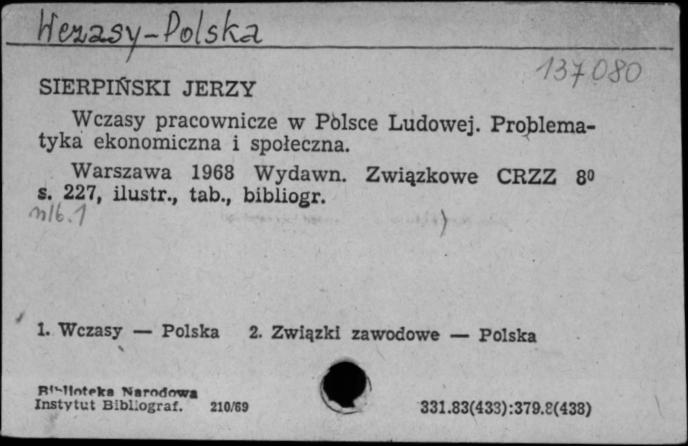 Wczasy-Polska
137080
SIERPIŃSKI JERZY
Wczasy pracownicze w Polsce Ludowej. Problema-
tyka ekonomiczna i społeczna.
Warszawa 1968 Wydawn. Związkowe CRZZ 8⁰
s. 227, ilustr., tab., bibliogr.
nlb. 1
1. Wczasy — Polska 2. Związki zawodowe — Polska
Biblioteka Narodowa
Instytut Bibliograf. 210/69
331.83(433):379.8(438)